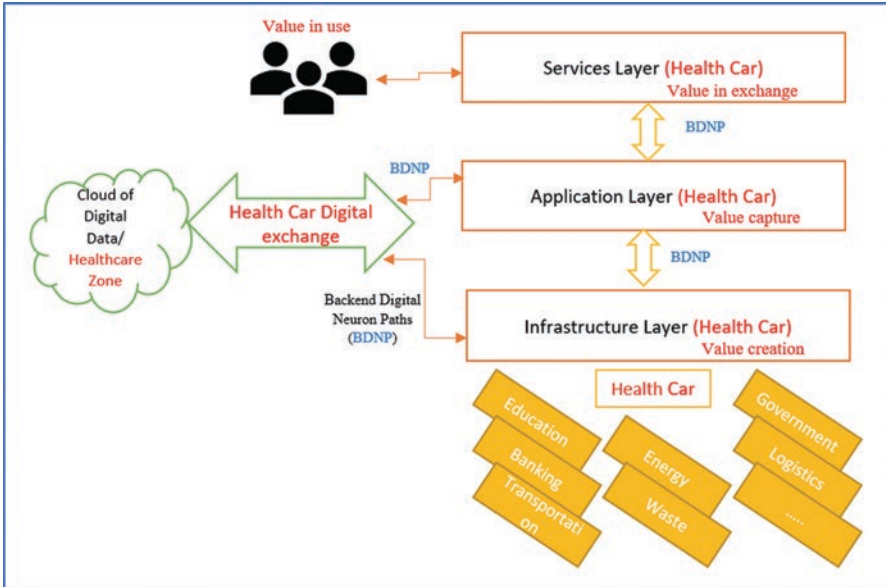 Value in use
Services Layer (Health Car)
Value in exchange
BDNP
BDNP
Application Layer (Health Car)
Value capture
Cloud of
Digital
Data/
Healthcare
Zone
Health Car Digital
exchange
BDNP
Backend Digital
Neuron Paths
(BDNP)
Infrastructure Layer (Health Car)
Value creation
Health Car
Education
Banking
Transportati
on
Energy
Waste
Government
Logistics
.....